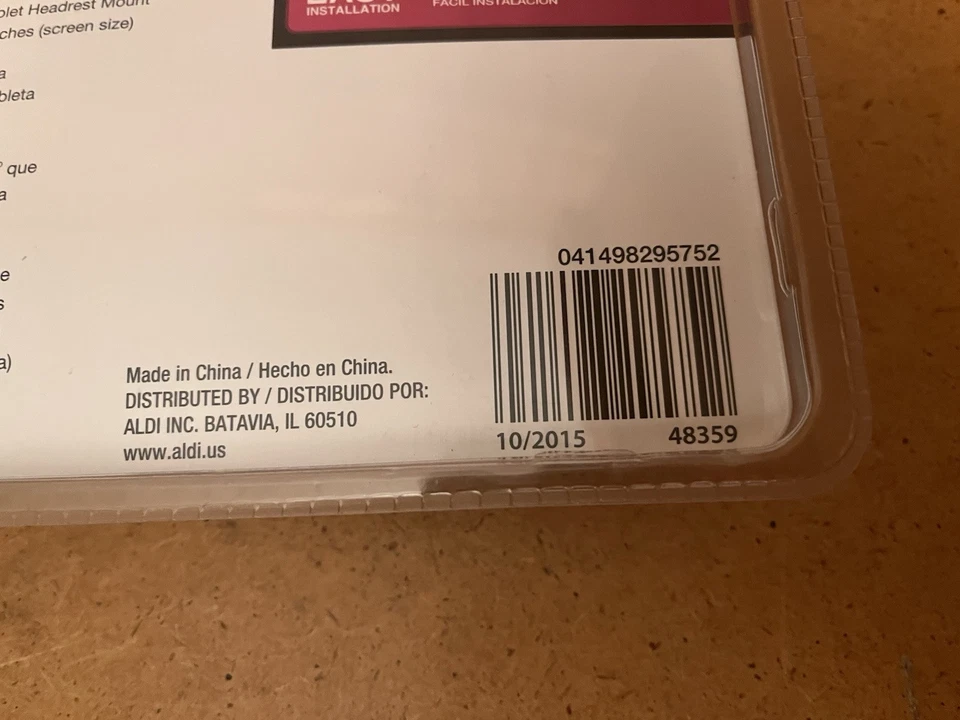 INSTALLATION
FÁCIL INSTALACIÓN
Headrest Mount
(screen size)
a
que
a
e
s
a)
041498295752
Made in China / Hecho en China.
DISTRIBUTED BY / DISTRIBUIDO POR:
ALDI INC. BATAVIA, IL 60510
www.aldi.us
10/2015
48359